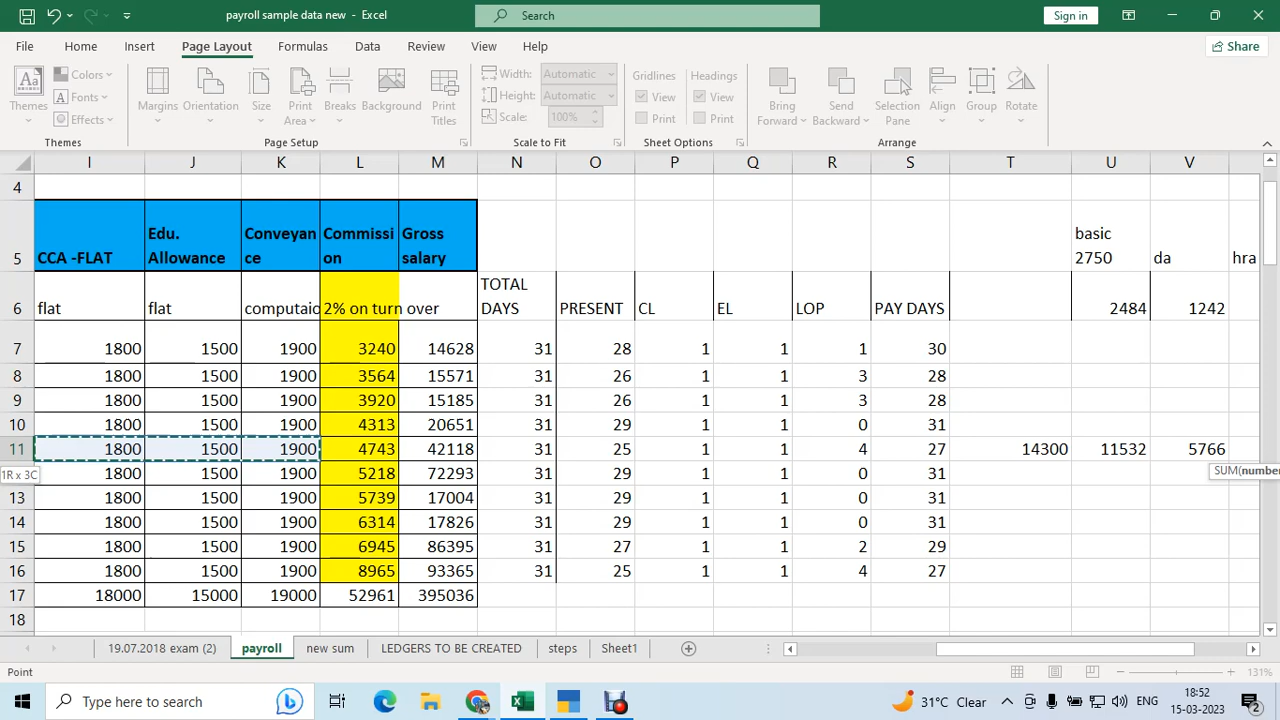 payroll sample data new - Excel
Search
Sign in
File Home Insert Page Layout Formulas Data Review View Help
Share
Themes
Colors
Fonts
Effects
Margins Orientation Size Print Area Breaks Background Print Titles
Width: Automatic
Height: Automatic
Scale: 100%
Gridlines
View
Print
Headings
View
Print
Bring Forward Send Backward Selection Pane Align Group Rotate
Themes Page Setup Scale to Fit Sheet Options Arrange
I J K L M N O P Q R S T U V
4
5 CCA -FLAT Edu. Allowance Conveyan ce Commissi on Gross salary basic 2750 da hra
6 flat flat computaio 2% on turn over TOTAL DAYS PRESENT CL EL LOP PAY DAYS 2484 1242
7 1800 1500 1900 3240 14628 31 28 1 1 1 30
8 1800 1500 1900 3564 15571 31 26 1 1 3 28
9 1800 1500 1900 3920 15185 31 26 1 1 3 28
10 1800 1500 1900 4313 20651 31 29 1 1 0 31
11 1800 1500 1900 4743 42118 31 25 1 1 4 27 14300 11532 5766
1R x 3C 1800 1500 1900 5218 72293 31 29 1 1 0 31 SUM(number
13 1800 1500 1900 5739 17004 31 29 1 1 0 31
14 1800 1500 1900 6314 17826 31 29 1 1 0 31
15 1800 1500 1900 6945 86395 31 27 1 1 2 29
16 1800 1500 1900 8965 93365 31 25 1 1 4 27
17 18000 15000 19000 52961 395036
18
19.07.2018 exam (2) payroll new sum LEDGERS TO BE CREATED steps Sheet1
Point
131%
Type here to search
31°C Clear
ENG
18:52
15-03-2023
2